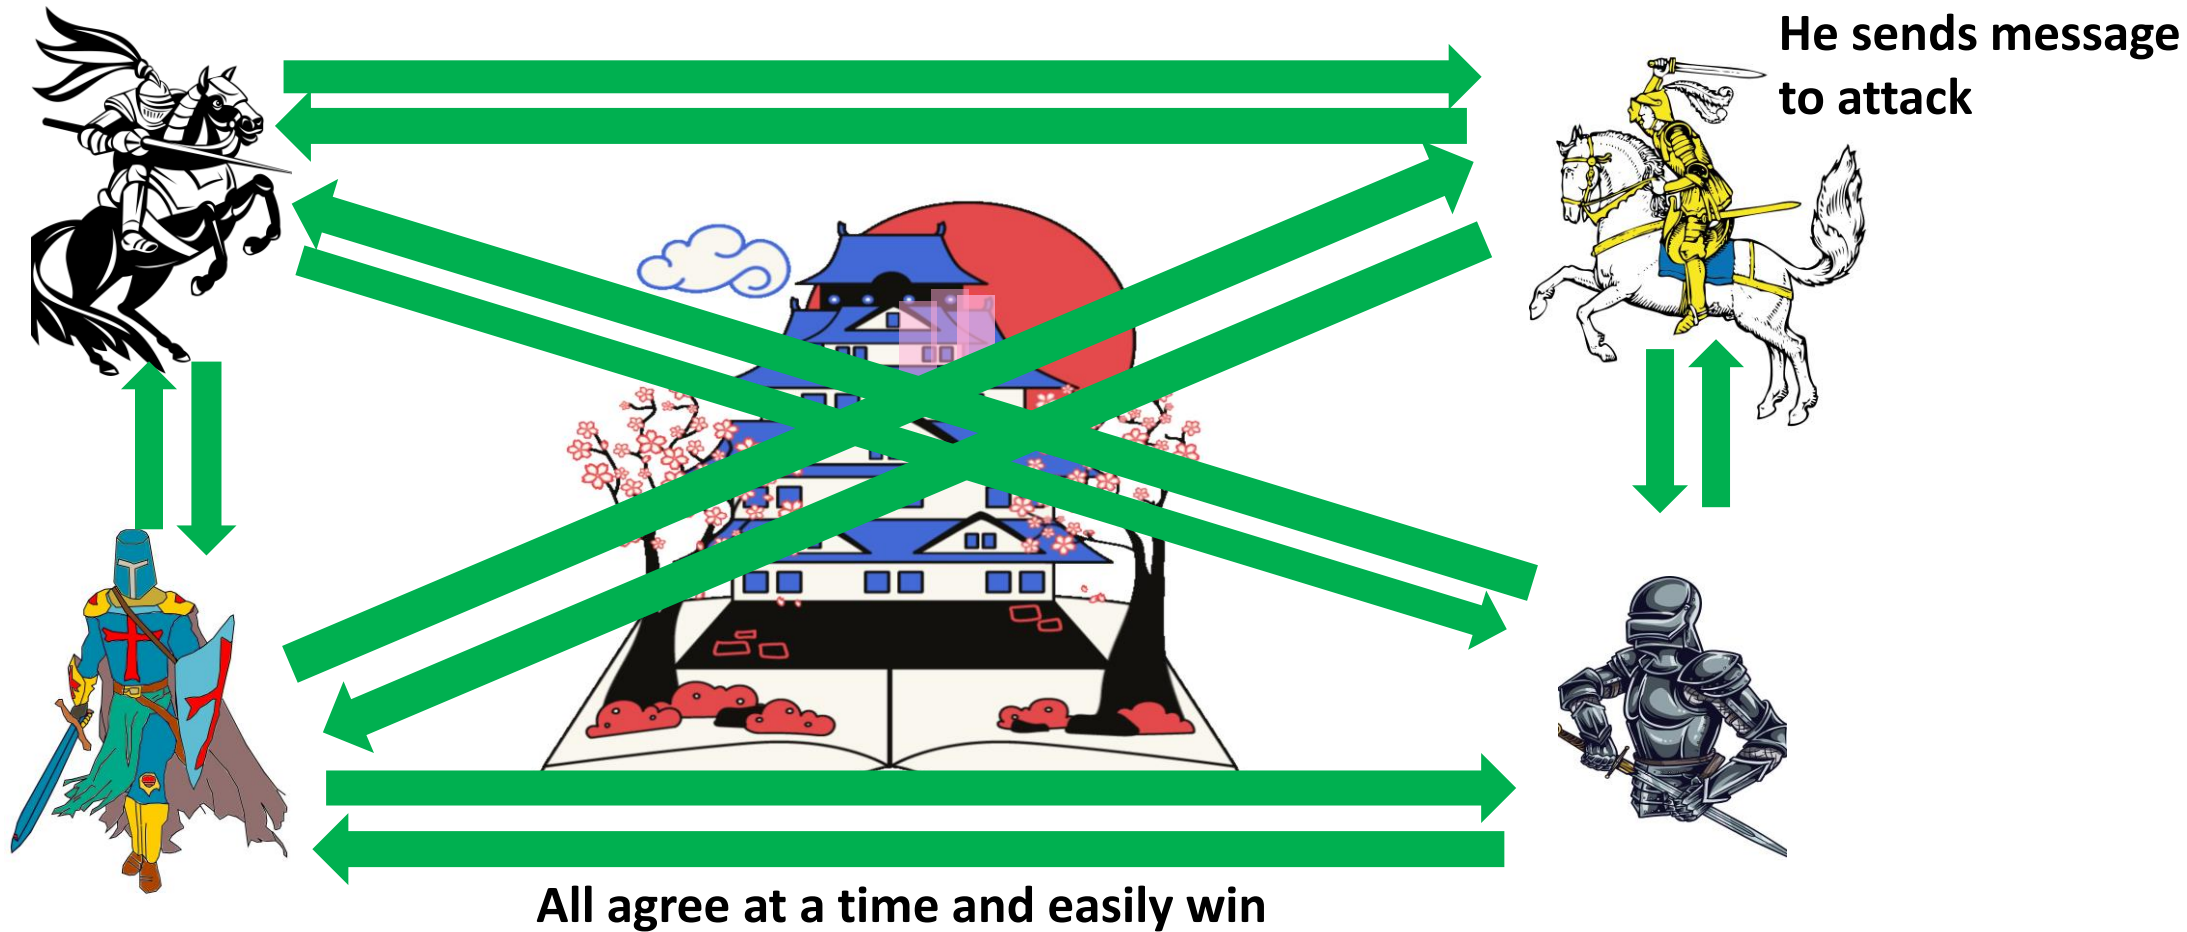 He sends message
to attack
All agree at a time and easily win